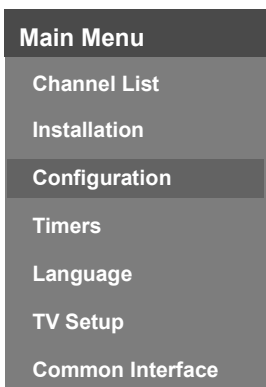 Main Menu
Channel List
Installation
Configuration
Timers
Language
TV Setup
Common Interface